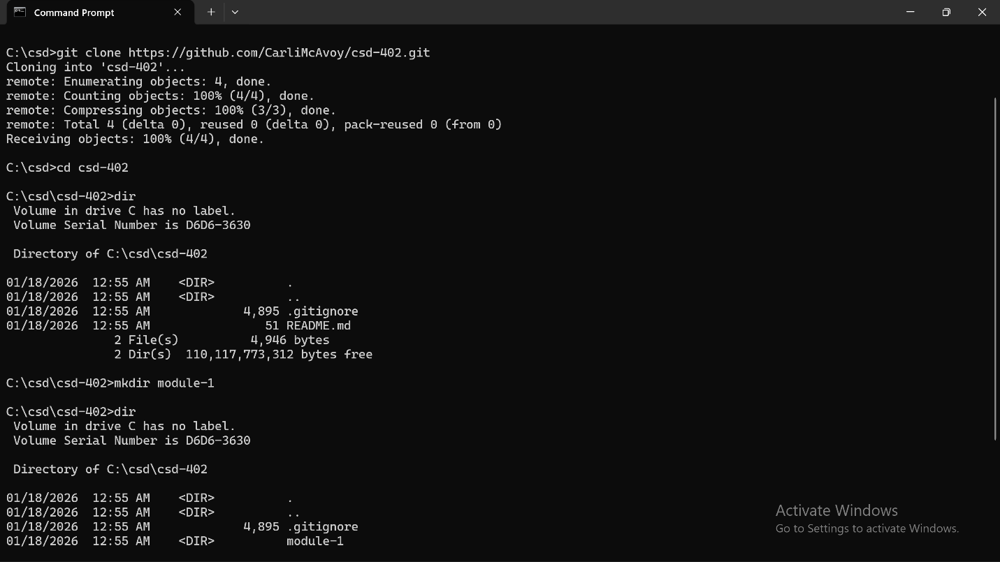 Command Prompt
C:\csd>git clone https://github.com/CarliMcAvoy/csd-402.git
Cloning into 'csd-402'...
remote: Enumerating objects: 4, done.
remote: Counting objects: 100% (4/4), done.
remote: Compressing objects: 100% (3/3), done.
remote: Total 4 (delta 0), reused 0 (delta 0), pack-reused 0 (from 0)
Receiving objects: 100% (4/4), done.
C:\csd>cd csd-402
C:\csd\csd-402>dir
Volume in drive C has no label.
Volume Serial Number is D6D6-3630
Directory of C:\csd\csd-402
01/18/2026  12:55 AM    <DIR>          .
01/18/2026  12:55 AM    <DIR>          ..
01/18/2026  12:55 AM             4,895 .gitignore
01/18/2026  12:55 AM                51 README.md
2 File(s)          4,946 bytes
2 Dir(s)  110,117,773,312 bytes free
C:\csd\csd-402>mkdir module-1
C:\csd\csd-402>dir
Volume in drive C has no label.
Volume Serial Number is D6D6-3630
Directory of C:\csd\csd-402
01/18/2026  12:55 AM    <DIR>          .
01/18/2026  12:55 AM    <DIR>          ..
01/18/2026  12:55 AM             4,895 .gitignore
01/18/2026  12:55 AM    <DIR>          module-1
Activate Windows
Go to Settings to activate Windows.